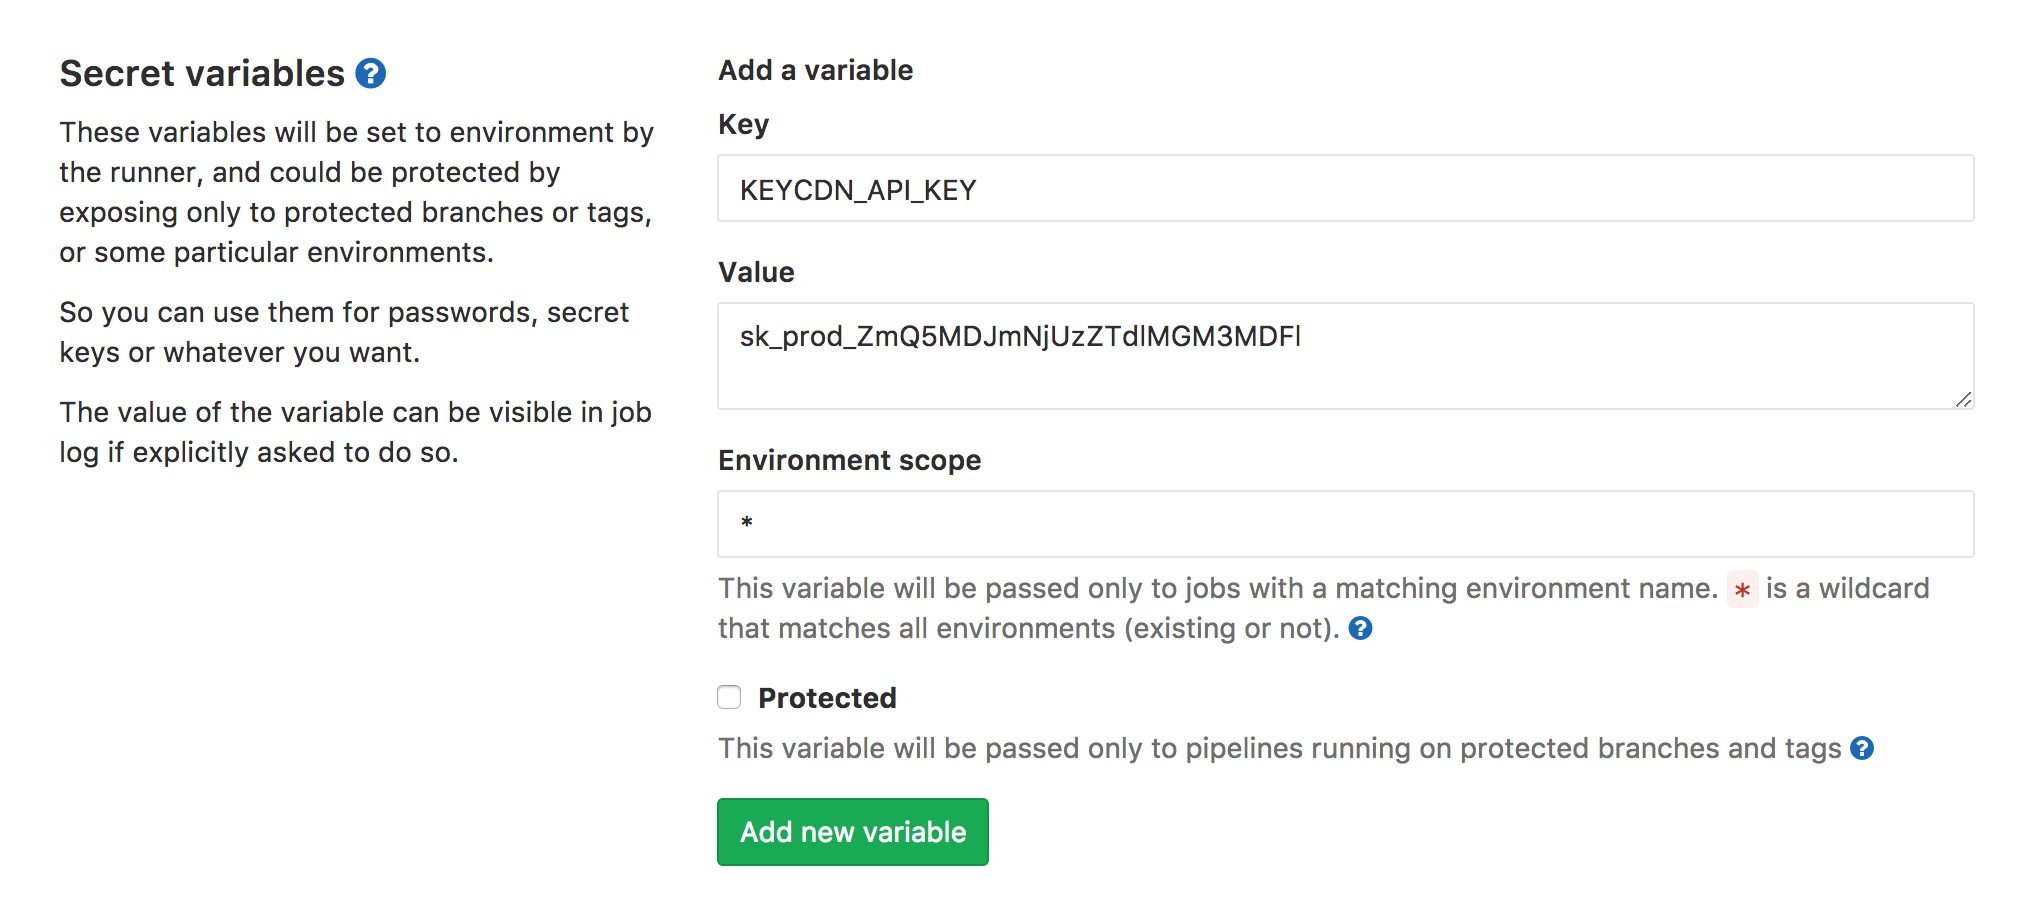 Secret variables
These variables will be set to environment by
the runner, and could be protected by
exposing only to protected branches or tags,
or some particular environments.
So you can use them for passwords, secret
keys or whatever you want.
The value of the variable can be visible in job
log if explicitly asked to do so.
Add a variable
Key
KEYCDN_API_KEY
Value
sk_prod_ZmQ5MDJmNjUzZTdlMGM3MDFl
Environment scope
*
This variable will be passed only to jobs with a matching environment name. * is a wildcard
that matches all environments (existing or not).
Protected
This variable will be passed only to pipelines running on protected branches and tags
Add new variable